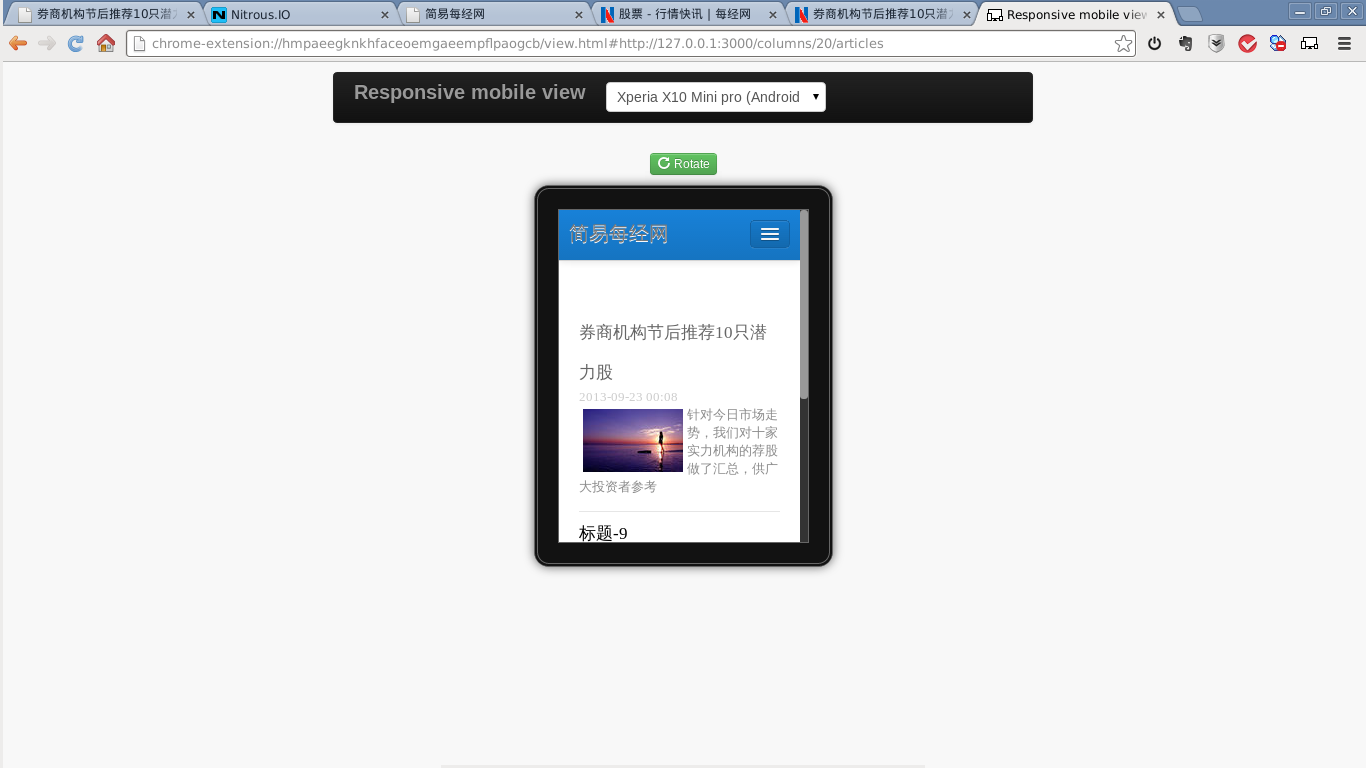 券商机构节后推荐10只潜
Nitrous.IO
简易每经网
股票 - 行情快讯 | 每经网
券商机构节后推荐10只潜
Responsive mobile view
chrome-extension://hmpaeegknkhfaceoemgaeempflpaogcb/view.html#http://127.0.0.1:3000/columns/20/articles
Responsive mobile view
Xperia X10 Mini pro (Android
Rotate
简易每经网
券商机构节后推荐10只潜
力股
2013-09-23 00:08
针对今日市场走
势，我们对十家
实力机构的荐股
做了汇总，供广
大投资者参考
标题-9